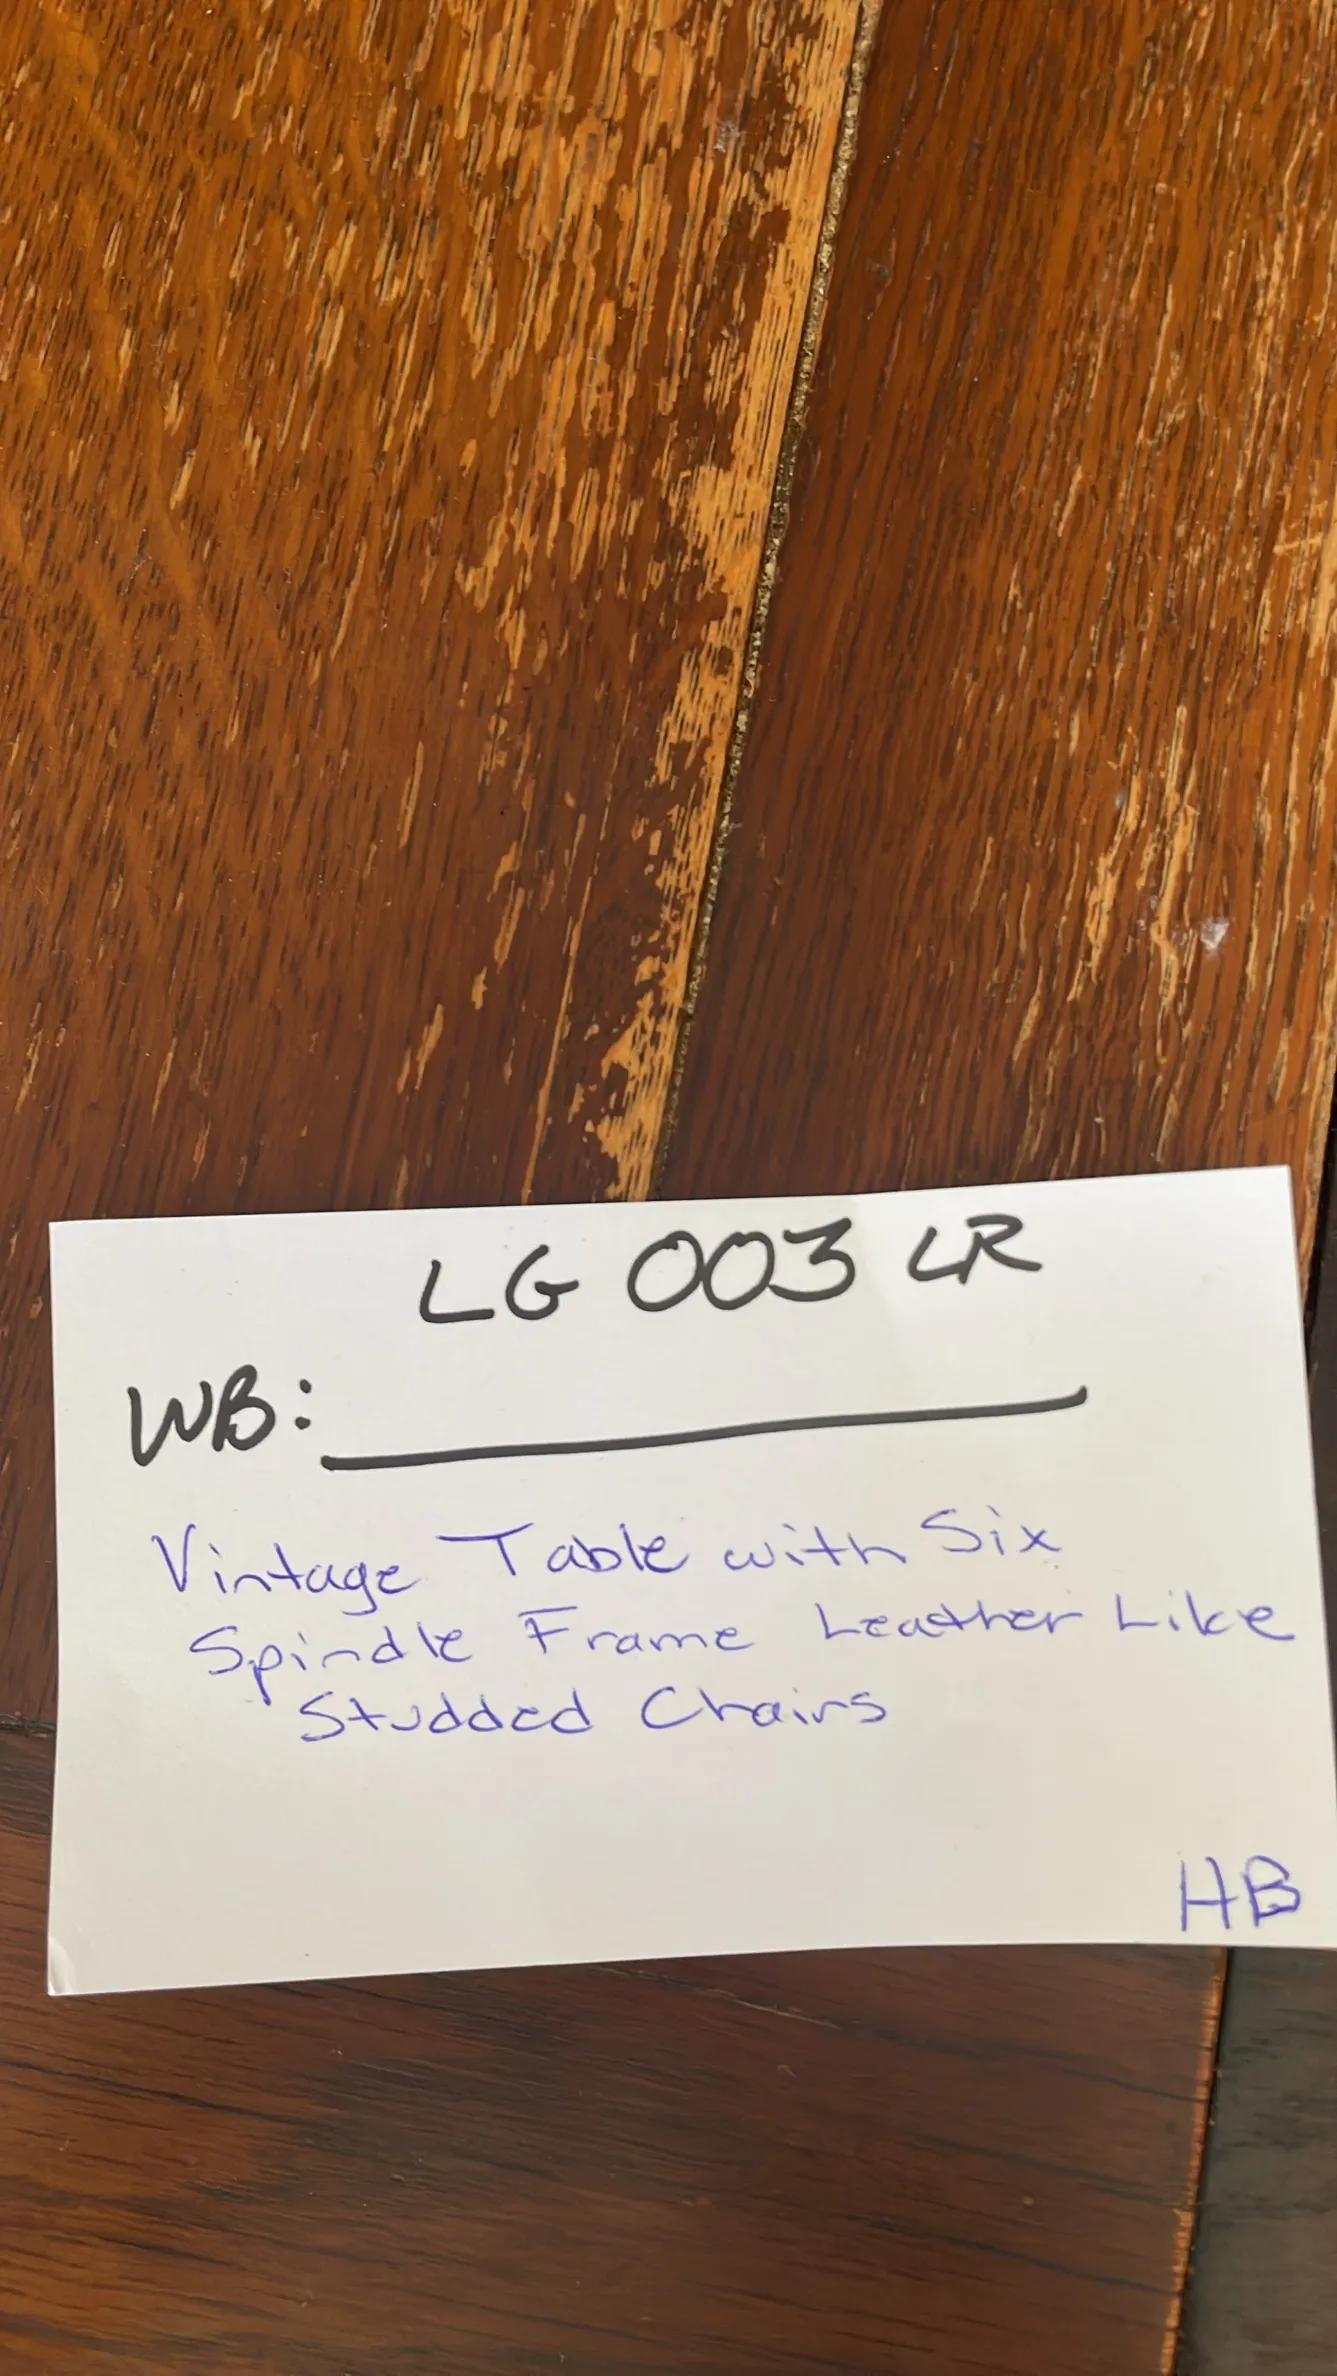 LG 003 LR
WB:
Vintage Table with Six
Spindle Frame Leather Like
Studded Chairs
HB